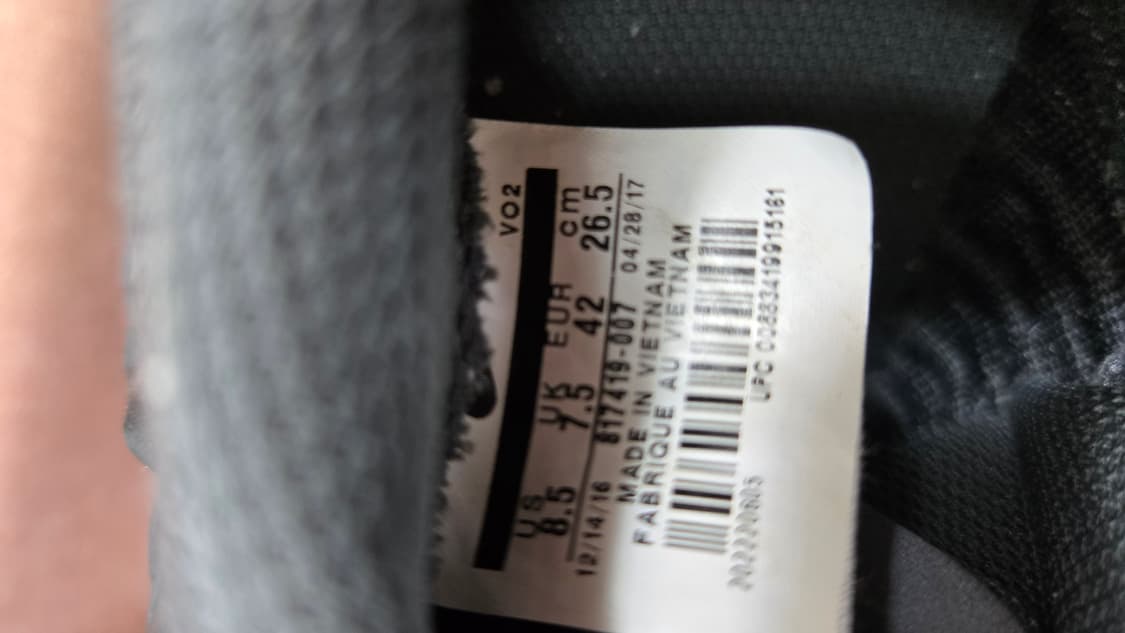 VO2
US UK EUR cm
8.5 7.5 42 26.5
12/14/16 817419-007 04/28/17
MADE IN VIETNAM
FABRIQUE AU VIETNAM
UPC 00883419915161